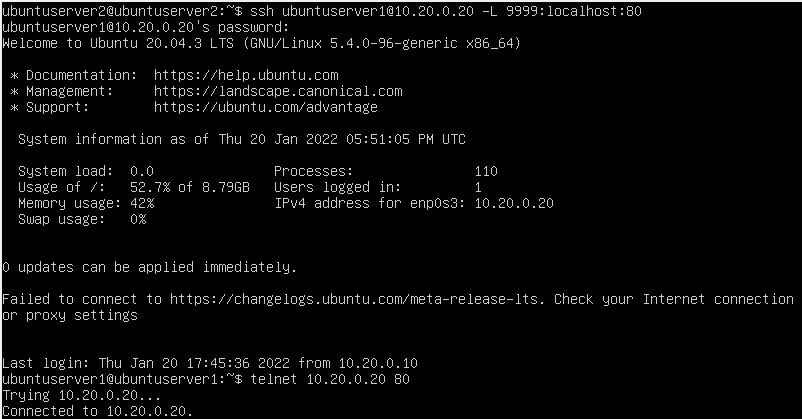 ubuntuserver2@ubuntuserver2:~$ ssh ubuntuserver1@10.20.0.20 -L 9999:localhost:80
ubuntuserver1@10.20.0.20's password:
Welcome to Ubuntu 20.04.3 LTS (GNU/Linux 5.4.0-96-generic x86_64)
* Documentation:  https://help.ubuntu.com
* Management:     https://landscape.canonical.com
* Support:        https://ubuntu.com/advantage
System information as of Thu 20 Jan 2022 05:51:05 PM UTC
System load:  0.0               Processes:               110
Usage of /:   52.7% of 8.79GB   Users logged in:         1
Memory usage: 42%               IPv4 address for enp0s3: 10.20.0.20
Swap usage:   0%
0 updates can be applied immediately.
Failed to connect to https://changelogs.ubuntu.com/meta-release-lts. Check your Internet connection
or proxy settings
Last login: Thu Jan 20 17:45:36 2022 from 10.20.0.10
ubuntuserver1@ubuntuserver1:~$ telnet 10.20.0.20 80
Trying 10.20.0.20...
Connected to 10.20.0.20.